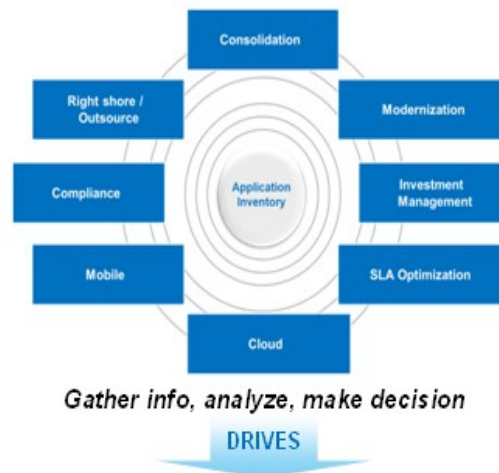 Consolidation
Right shore /
Outsource
Modernization
Compliance
Application
Inventory
Investment
Management
Mobile
SLA Optimization
Cloud
Gather info, analyze, make decision
DRIVES